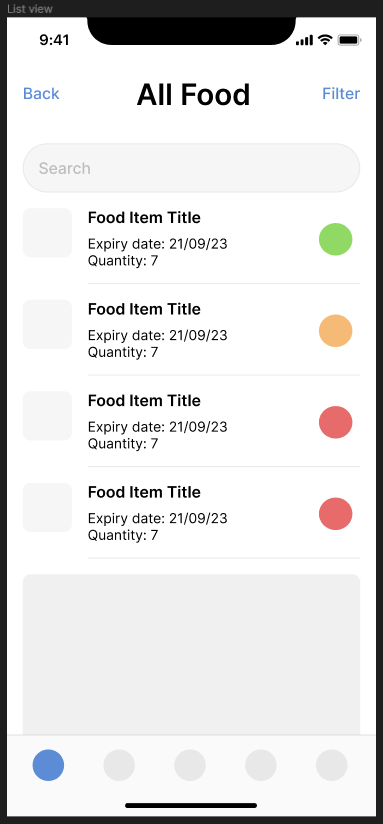 List view
9:41
Back
All Food
Filter
Search
Food Item Title
Expiry date: 21/09/23
Quantity: 7
Food Item Title
Expiry date: 21/09/23
Quantity: 7
Food Item Title
Expiry date: 21/09/23
Quantity: 7
Food Item Title
Expiry date: 21/09/23
Quantity: 7